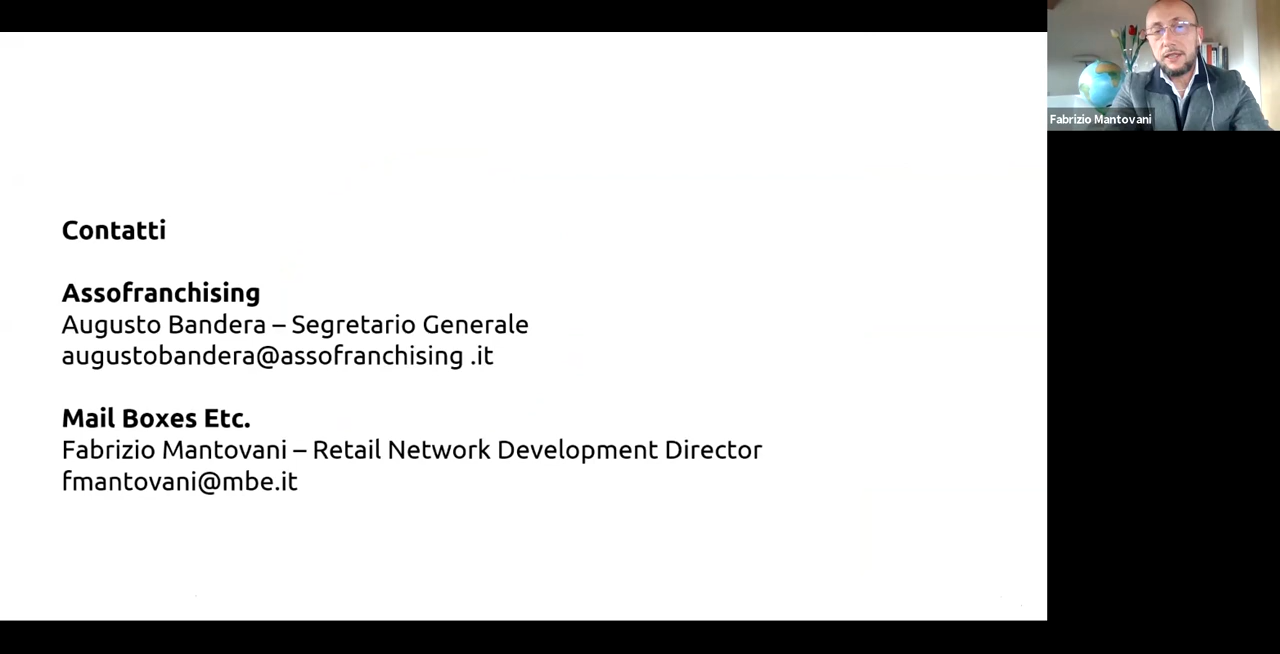 Contatti
Assofranchising
Augusto Bandera – Segretario Generale
augustobandera@assofranchising .it
Mail Boxes Etc.
Fabrizio Mantovani – Retail Network Development Director
fmantovani@mbe.it
Fabrizio Mantovani